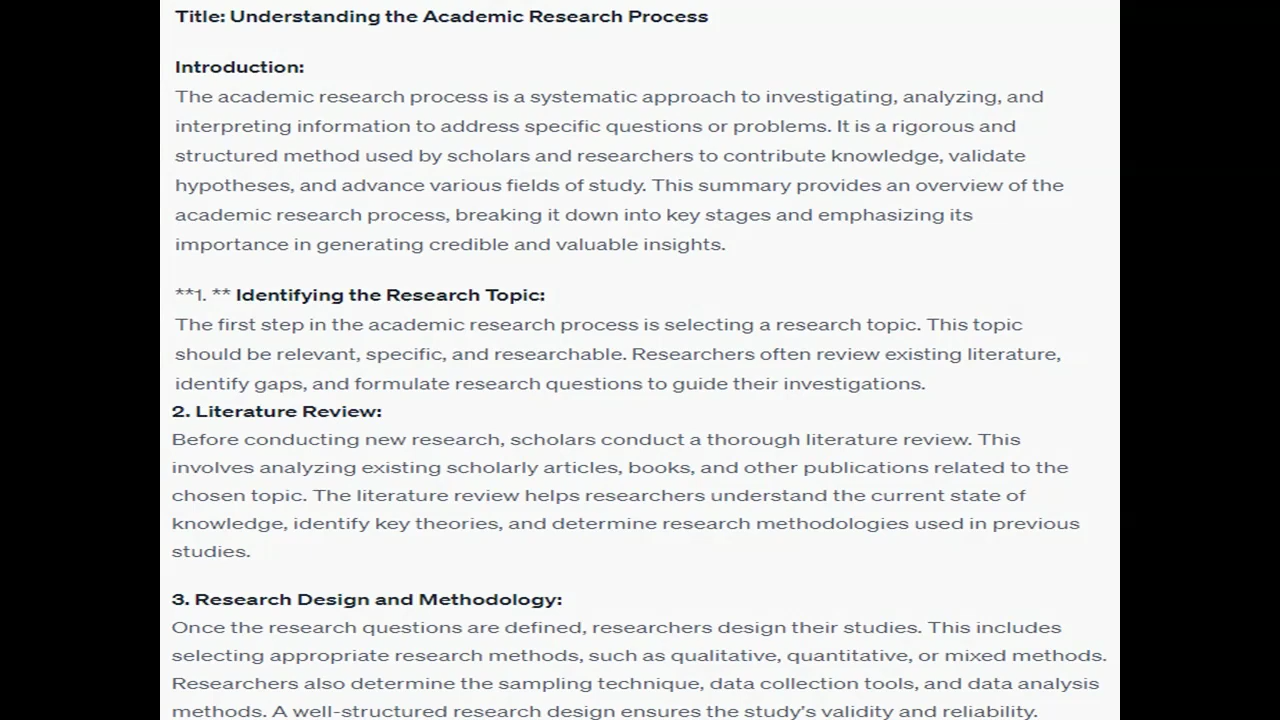 Title: Understanding the Academic Research Process
Introduction:
The academic research process is a systematic approach to investigating, analyzing, and
interpreting information to address specific questions or problems. It is a rigorous and
structured method used by scholars and researchers to contribute knowledge, validate
hypotheses, and advance various fields of study. This summary provides an overview of the
academic research process, breaking it down into key stages and emphasizing its
importance in generating credible and valuable insights.
**1. ** Identifying the Research Topic:
The first step in the academic research process is selecting a research topic. This topic
should be relevant, specific, and researchable. Researchers often review existing literature,
identify gaps, and formulate research questions to guide their investigations.
2. Literature Review:
Before conducting new research, scholars conduct a thorough literature review. This
involves analyzing existing scholarly articles, books, and other publications related to the
chosen topic. The literature review helps researchers understand the current state of
knowledge, identify key theories, and determine research methodologies used in previous
studies.
3. Research Design and Methodology:
Once the research questions are defined, researchers design their studies. This includes
selecting appropriate research methods, such as qualitative, quantitative, or mixed methods.
Researchers also determine the sampling technique, data collection tools, and data analysis
methods. A well-structured research design ensures the study's validity and reliability.